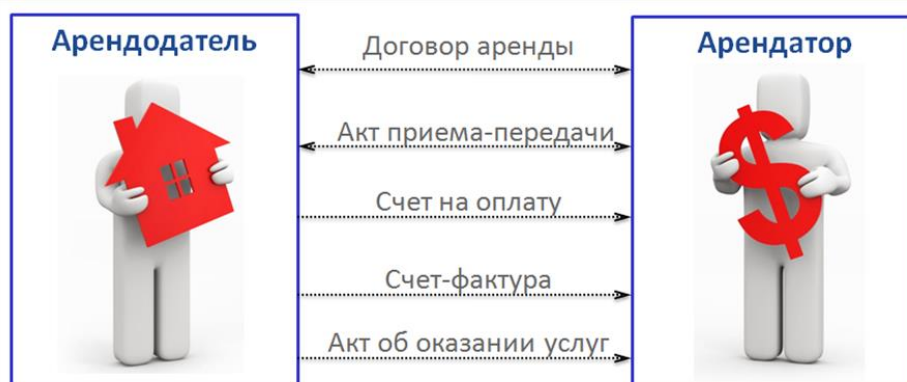 Арендодатель
Договор аренды
Арендатор
Акт приема-передачи
Счет на оплату
Счет-фактура
Акт об оказании услуг